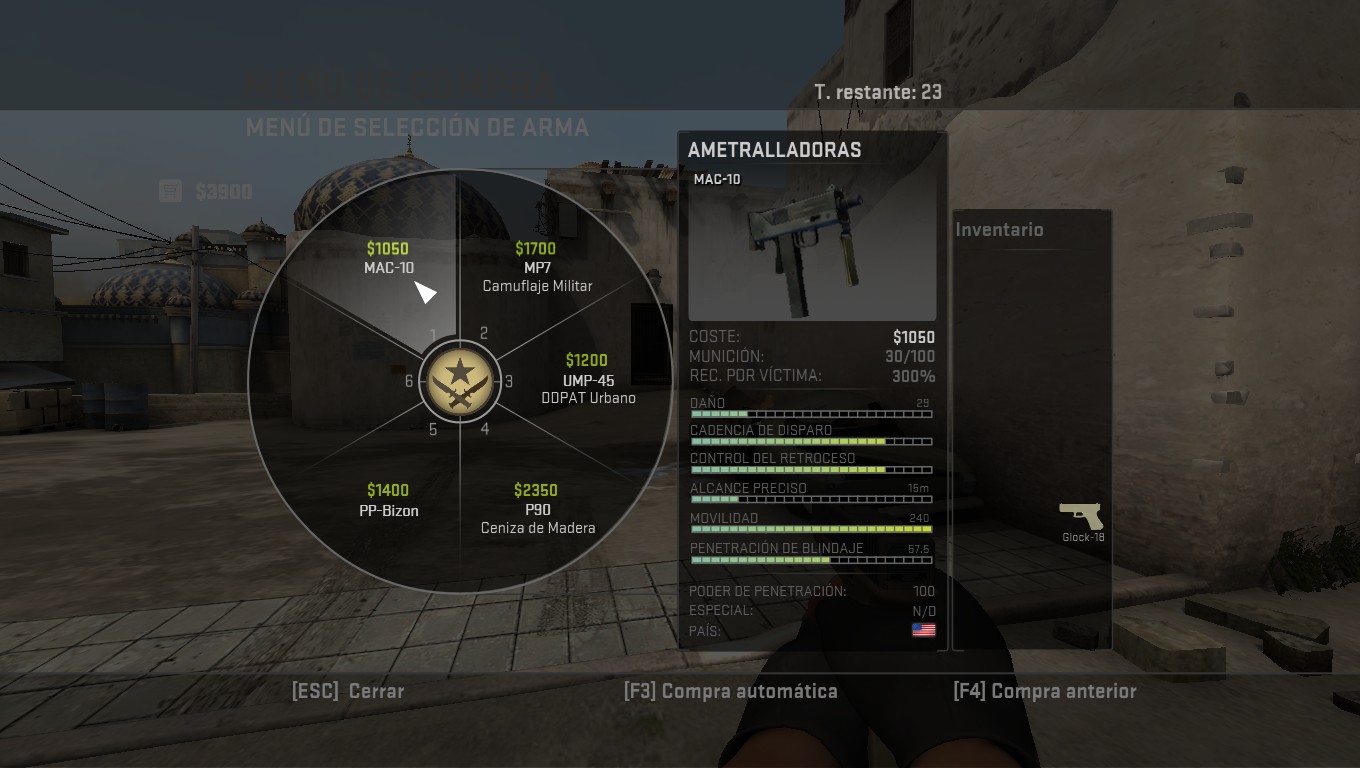 T. restante: 23
MENÚ DE SELECCIÓN DE ARMA
$3900
$1050
MAC-10
$1700
MP7
Camuflaje Militar
$1200
UMP-45
DDPAT Urbano
$2350
P90
Ceniza de Madera
$1400
PP-Bizon
1
2
3
4
5
6
AMETRALLADORAS
MAC-10
COSTE: $1050
MUNICIÓN: 30/100
REC. POR VÍCTIMA: 300%
DAÑO 29
CADENCIA DE DISPARO
CONTROL DEL RETROCESO
ALCANCE PRECISO 15m
MOVILIDAD 240
PENETRACIÓN DE BLINDAJE 57.5
PODER DE PENETRACIÓN: 100
ESPECIAL: N/D
PAÍS:
Inventario
Glock-18
[ESC] Cerrar
[F3] Compra automática
[F4] Compra anterior